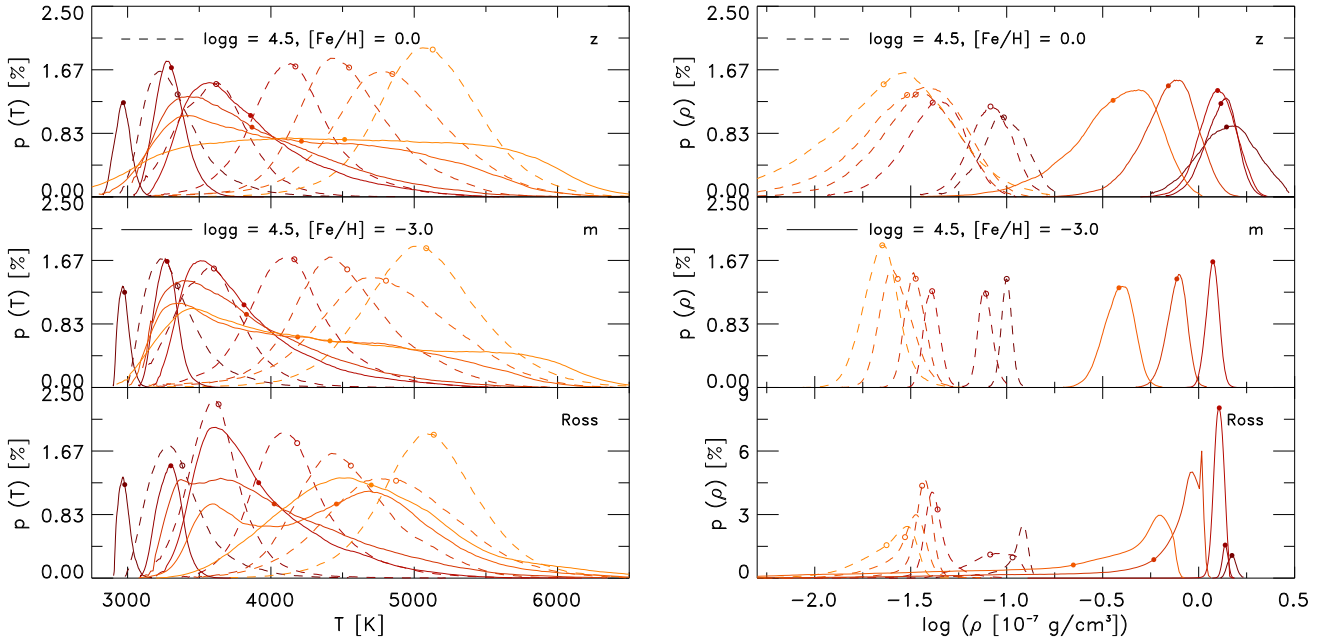 2.50
1.67
0.83
0.00
p (T) [%]
logg = 4.5, [Fe/H] = 0.0
z
2.50
1.67
0.83
0.00
p (T) [%]
logg = 4.5, [Fe/H] = −3.0
m
2.50
1.67
0.83
0.00
p (T) [%]
Ross
3000 4000 5000 6000
T [K]
2.50
1.67
0.83
0.00
p (ρ) [%]
logg = 4.5, [Fe/H] = 0.0
z
2.50
1.67
0.83
0.00
p (ρ) [%]
logg = 4.5, [Fe/H] = −3.0
m
9
6
3
0
p (ρ) [%]
Ross
−2.0 −1.5 −1.0 −0.5 0.0 0.5
log (ρ [10⁻⁷ g/cm³])